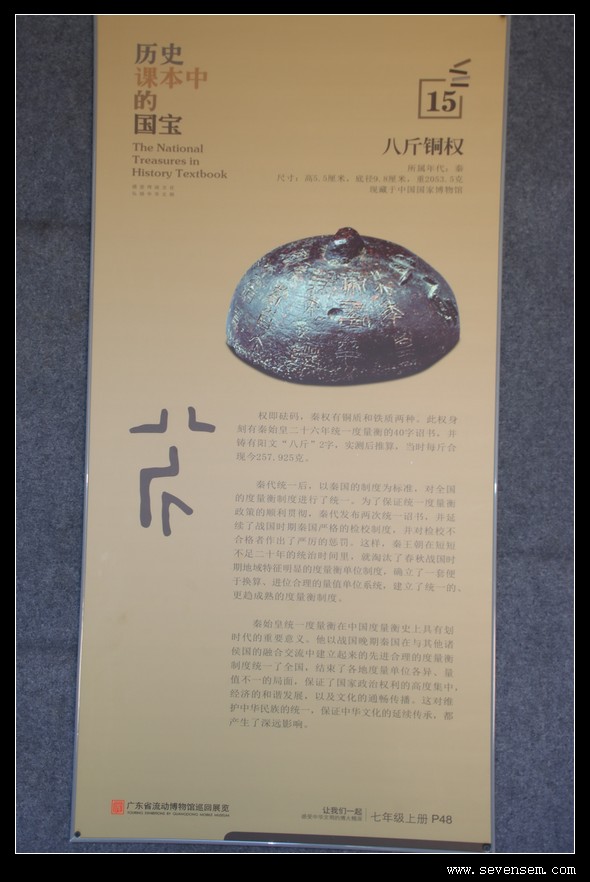 历史
课本中
的
国宝
The National
Treasures in
History Textbook
15
八斤铜权
所属年代：秦
尺寸：高5.5厘米，底径9.8厘米，重2063.5克
现藏于中国国家博物馆
权即砝码，秦权有铜质和铁质两种。此权身
刻有秦始皇二十六年统一度量衡的40字诏书，并
铸有阳文“八斤”2字，实测后推算，当时每斤合
现今257.925克。
秦代统一后，以秦国的制度为标准，对全国
的度量衡制度进行了统一。为了保证统一度量衡
政策的顺利贯彻，秦代发布两次统一诏书，并延
续了战国时期秦国严格的检校制度，并对检校不
合格者作出了严厉的惩罚。这样，秦王朝在短短
不足二十年的统治时间里，就淘汰了春秋战国时
期地域特征明显的度量衡单位制度，确立了一套便
于换算、进位合理的量值单位系统，建立了统一的、
更趋成熟的度量衡制度。
秦始皇统一度量衡在中国度量衡史上具有划
时代的重要意义。他以战国晚期秦国在与其他诸
侯国的融合交流中建立起来的先进合理的度量衡
制度统一了全国，结束了各地度量单位各异、量
值不一的局面，保证了国家政治权利的高度集中，
经济的和谐发展，以及文化的通畅传播。这对维
护中华民族的统一，保证中华文化的延续传承，都
产生了深远影响。
广东省流动博物馆巡回展览
让我们一起
七年级上册 P48
www.sevensem.com